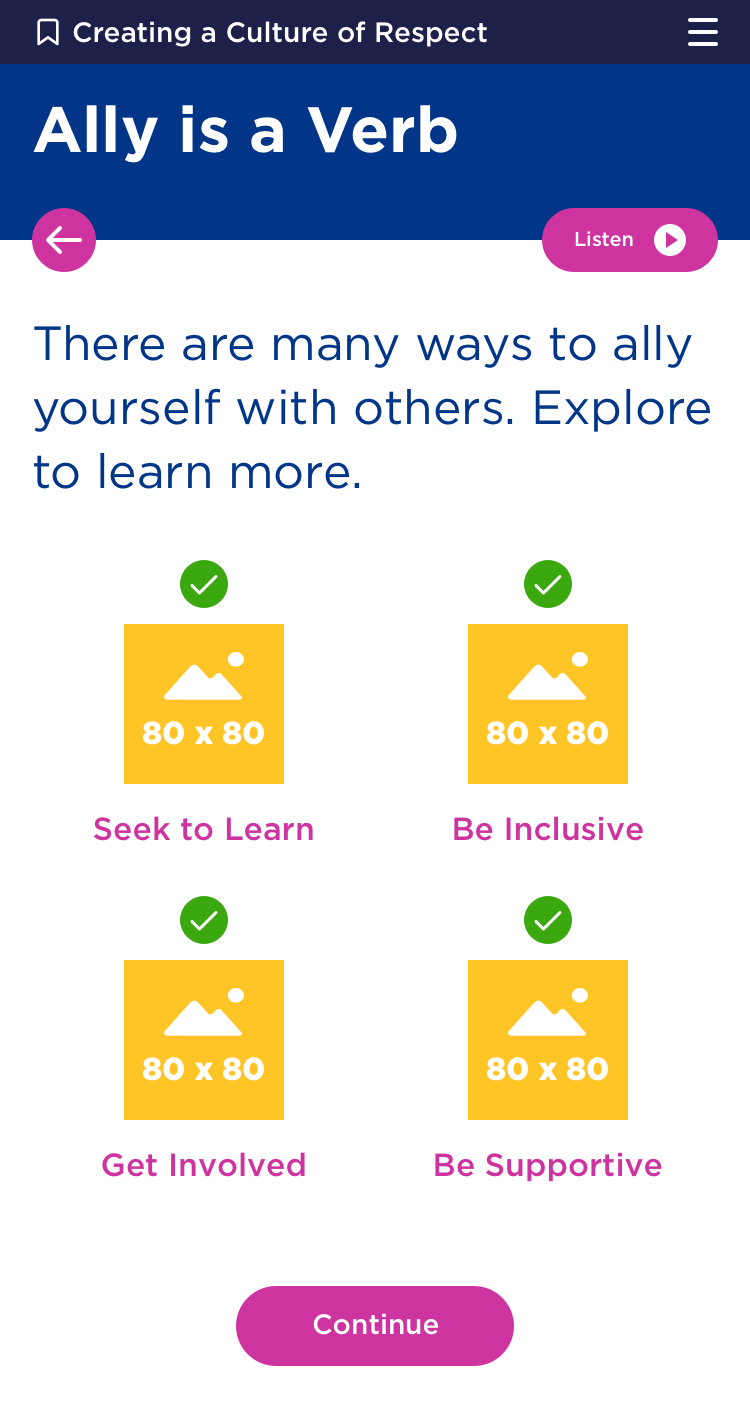 Creating a Culture of Respect
Ally is a Verb
Listen
There are many ways to ally
yourself with others. Explore
to learn more.
80 x 80
80 x 80
Seek to Learn
Be Inclusive
80 x 80
80 x 80
Get Involved
Be Supportive
Continue